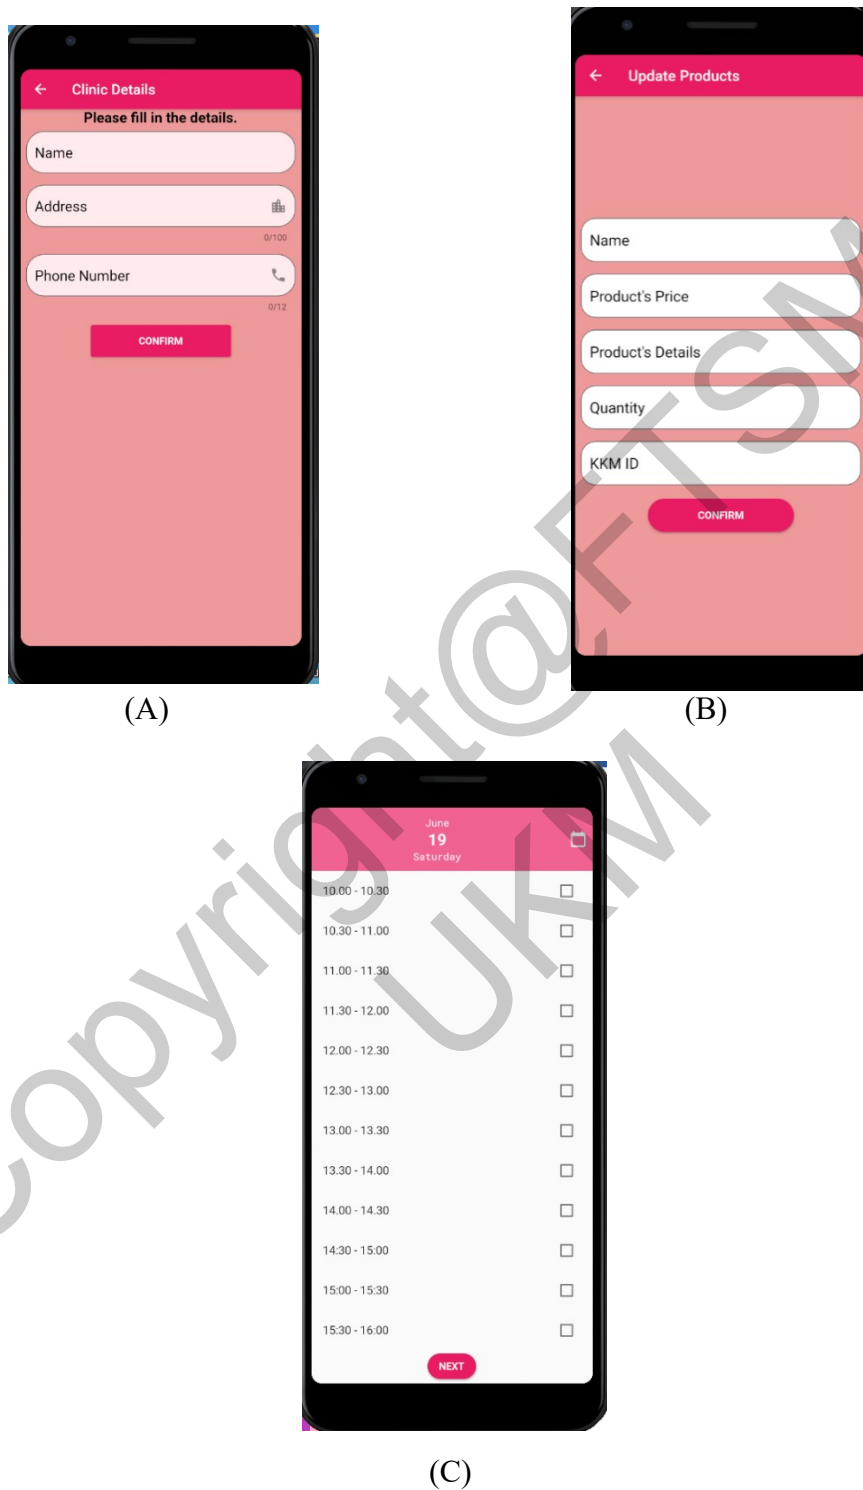 Clinic Details
Please fill in the details.
Name
Address
0/100
Phone Number
0/12
CONFIRM
(A)
Update Products
Name
Product's Price
Product's Details
Quantity
KKM ID
CONFIRM
(B)
June
19
Saturday
10.00 - 10.30
10.30 - 11.00
11.00 - 11.30
11.30 - 12.00
12.00 - 12.30
12.30 - 13.00
13.00 - 13.30
13.30 - 14.00
14.00 - 14.30
14:30 - 15:00
15:00 - 15:30
15:30 - 16:00
NEXT
(C)
Copyright@FTSM
UKM